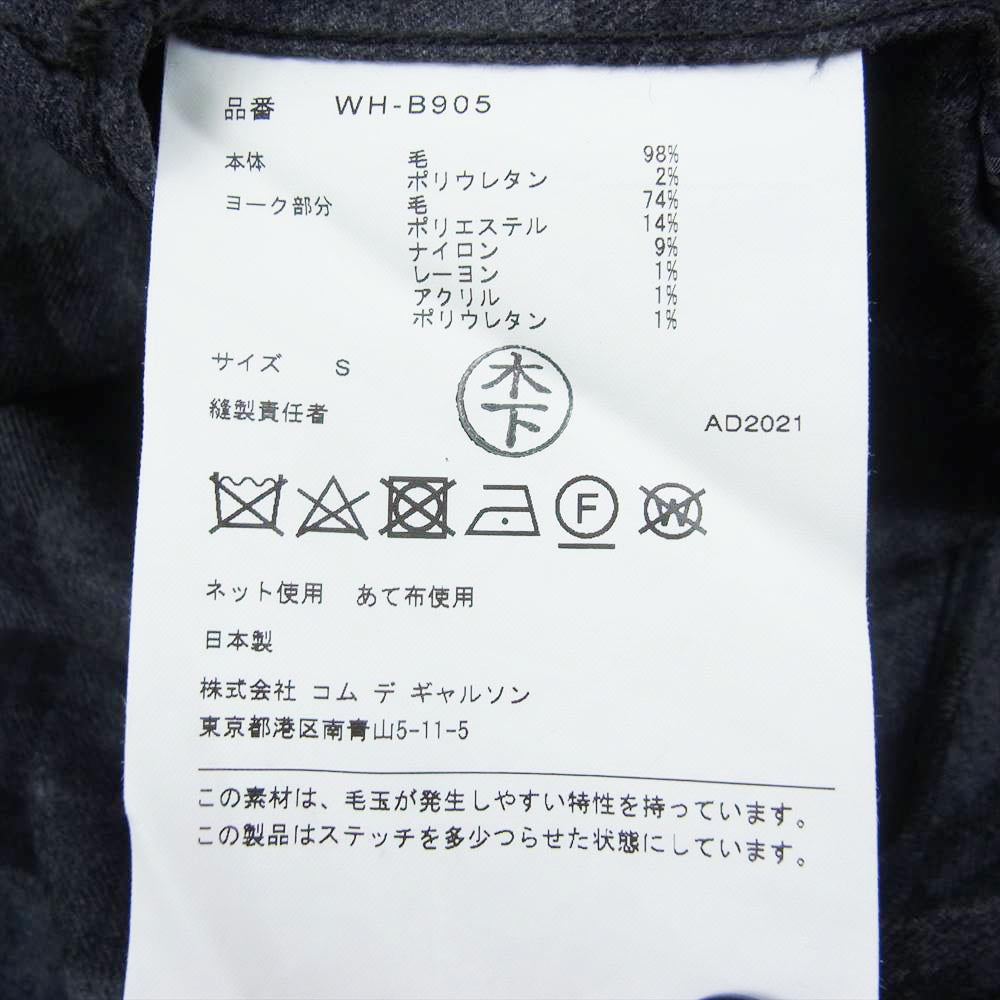 品番 WH-B905
本体 毛 98%
ポリウレタン 2%
ヨーク部分 毛 74%
ポリエステル 14%
ナイロン 9%
レーヨン 1%
アクリル 1%
ポリウレタン 1%
サイズ S
木下
縫製責任者 AD2021
F W
ネット使用 あて布使用
日本製
株式会社 コム デ ギャルソン
東京都港区南青山5-11-5
この素材は、毛玉が発生しやすい特性を持っています。
この製品はステッチを多少つらせた状態にしています。